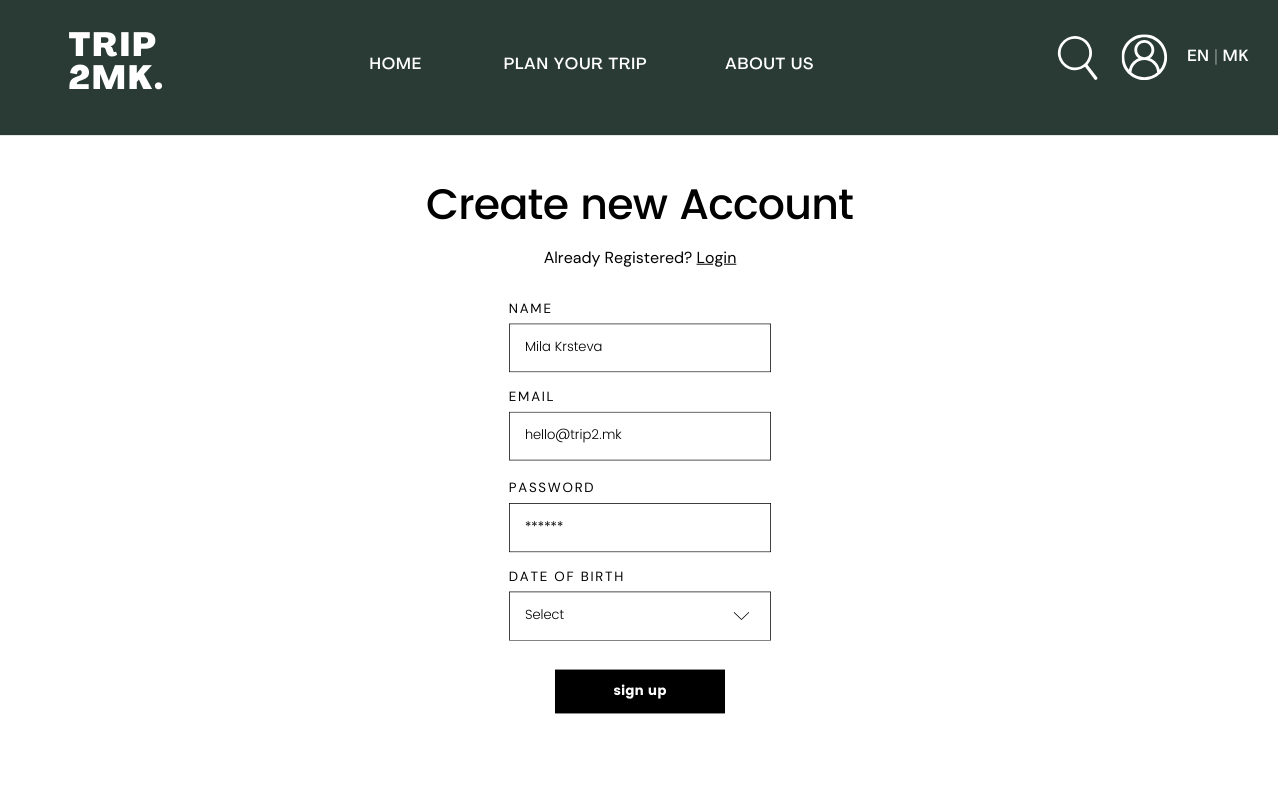 TRIP
2MK.
HOME
PLAN YOUR TRIP
ABOUT US
EN | MK
Create new Account
Already Registered? Login
NAME
Mila Krsteva
EMAIL
hello@trip2.mk
PASSWORD
******
DATE OF BIRTH
Select
sign up